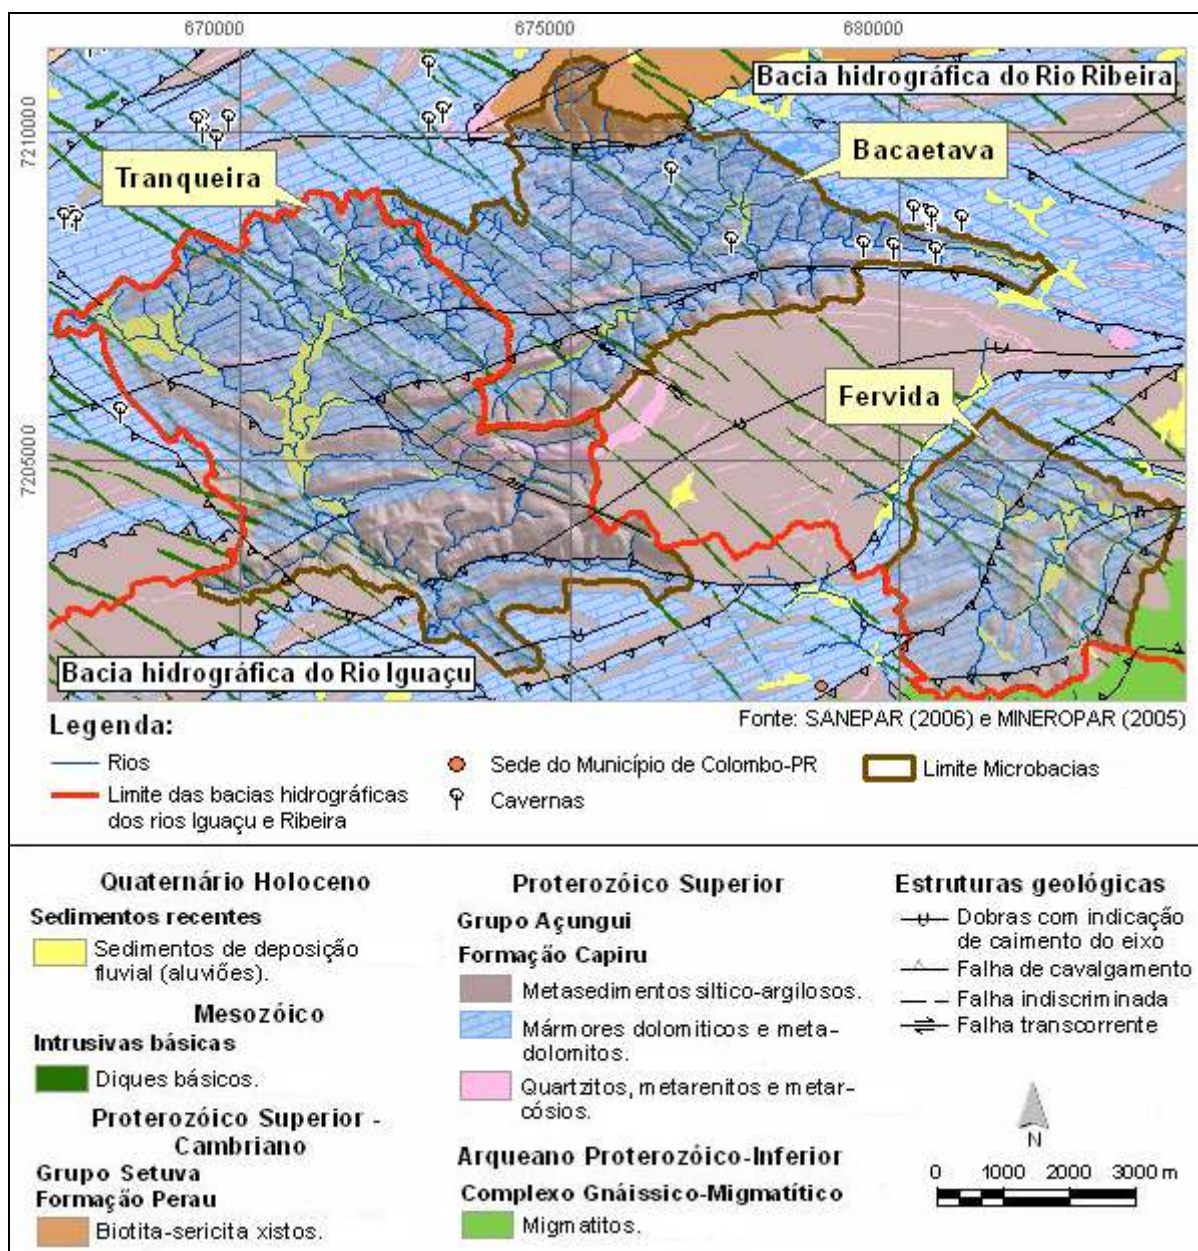 670000
675000
680000
7210000
7205000
Bacia hidrográfica do Rio Ribeira
Tranqueira
Bacaetava
Fervida
Bacia hidrográfica do Rio Iguaçu
Fonte: SANEPAR (2006) e MINEROPAR (2005)
Legenda:
Rios
Limite das bacias hidrográficas
dos rios Iguaçu e Ribeira
Sede do Município de Colombo-PR
Cavernas
Limite Microbacias
Quaternário Holoceno
Sedimentos recentes
Sedimentos de deposição
fluvial (aluviões).
Mesozóico
Intrusivas básicas
Diques básicos.
Proterozóico Superior -
Cambriano
Grupo Setuva
Formação Perau
Biotita-sericita xistos.
Proterozóico Superior
Grupo Açungui
Formação Capiru
Metasedimentos síltico-argilosos.
Mármores dolomiticos e meta-
dolomitos.
Quartzitos, metarenitos e metar-
cósios.
Arqueano Proterozóico-Inferior
Complexo Gnáissico-Migmatítico
Migmatitos.
Estruturas geológicas
Dobras com indicação
de caimento do eixo
Falha de cavalgamento
Falha indiscriminada
Falha transcorrente
N
0 1000 2000 3000 m